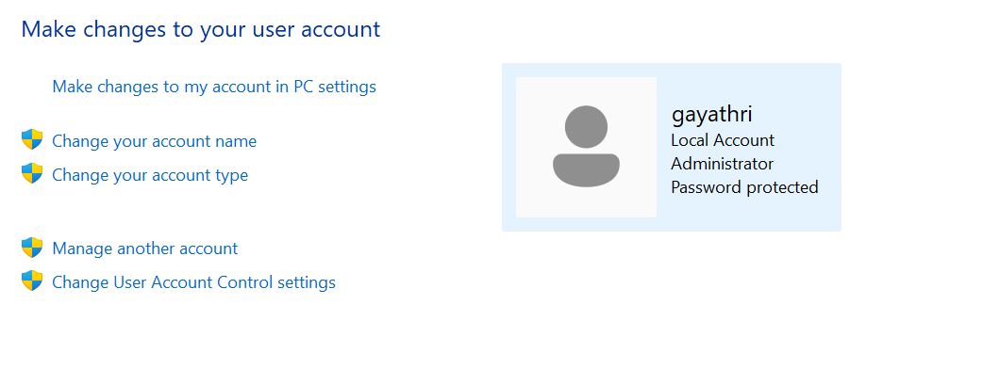 Make changes to your user account
Make changes to my account in PC settings
Change your account name
Change your account type
Manage another account
Change User Account Control settings
gayathri
Local Account
Administrator
Password protected